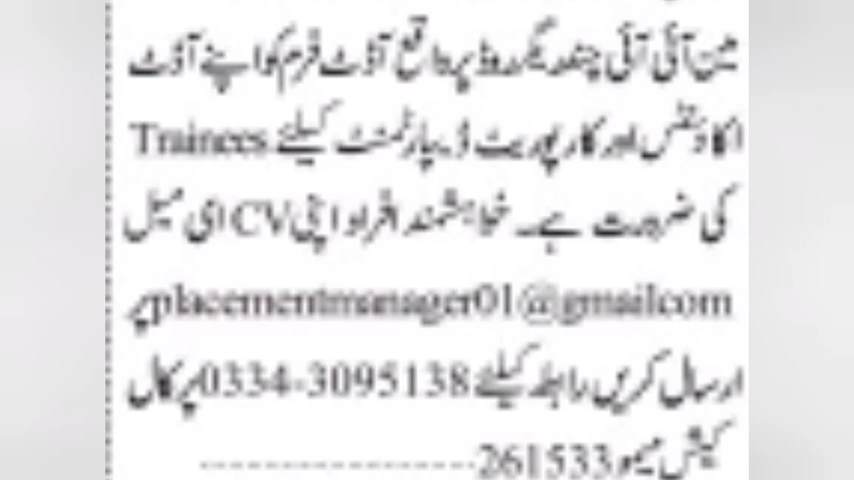 مین آئی آئی چندریگر روڈ پر واقع آڈٹ فرم کو اپنے آڈٹ
اکاؤنٹس اور کارپوریٹ ڈیپارٹمنٹ کیلئے Trainees
کی ضرورت ہے۔ خواہشمند افراد اپنی CV ای میل
placementmanager01@gmailcom پر
ارسال کریں رابطہ کیلئے 0334-3095138 پر کال
کیش میمو 261533